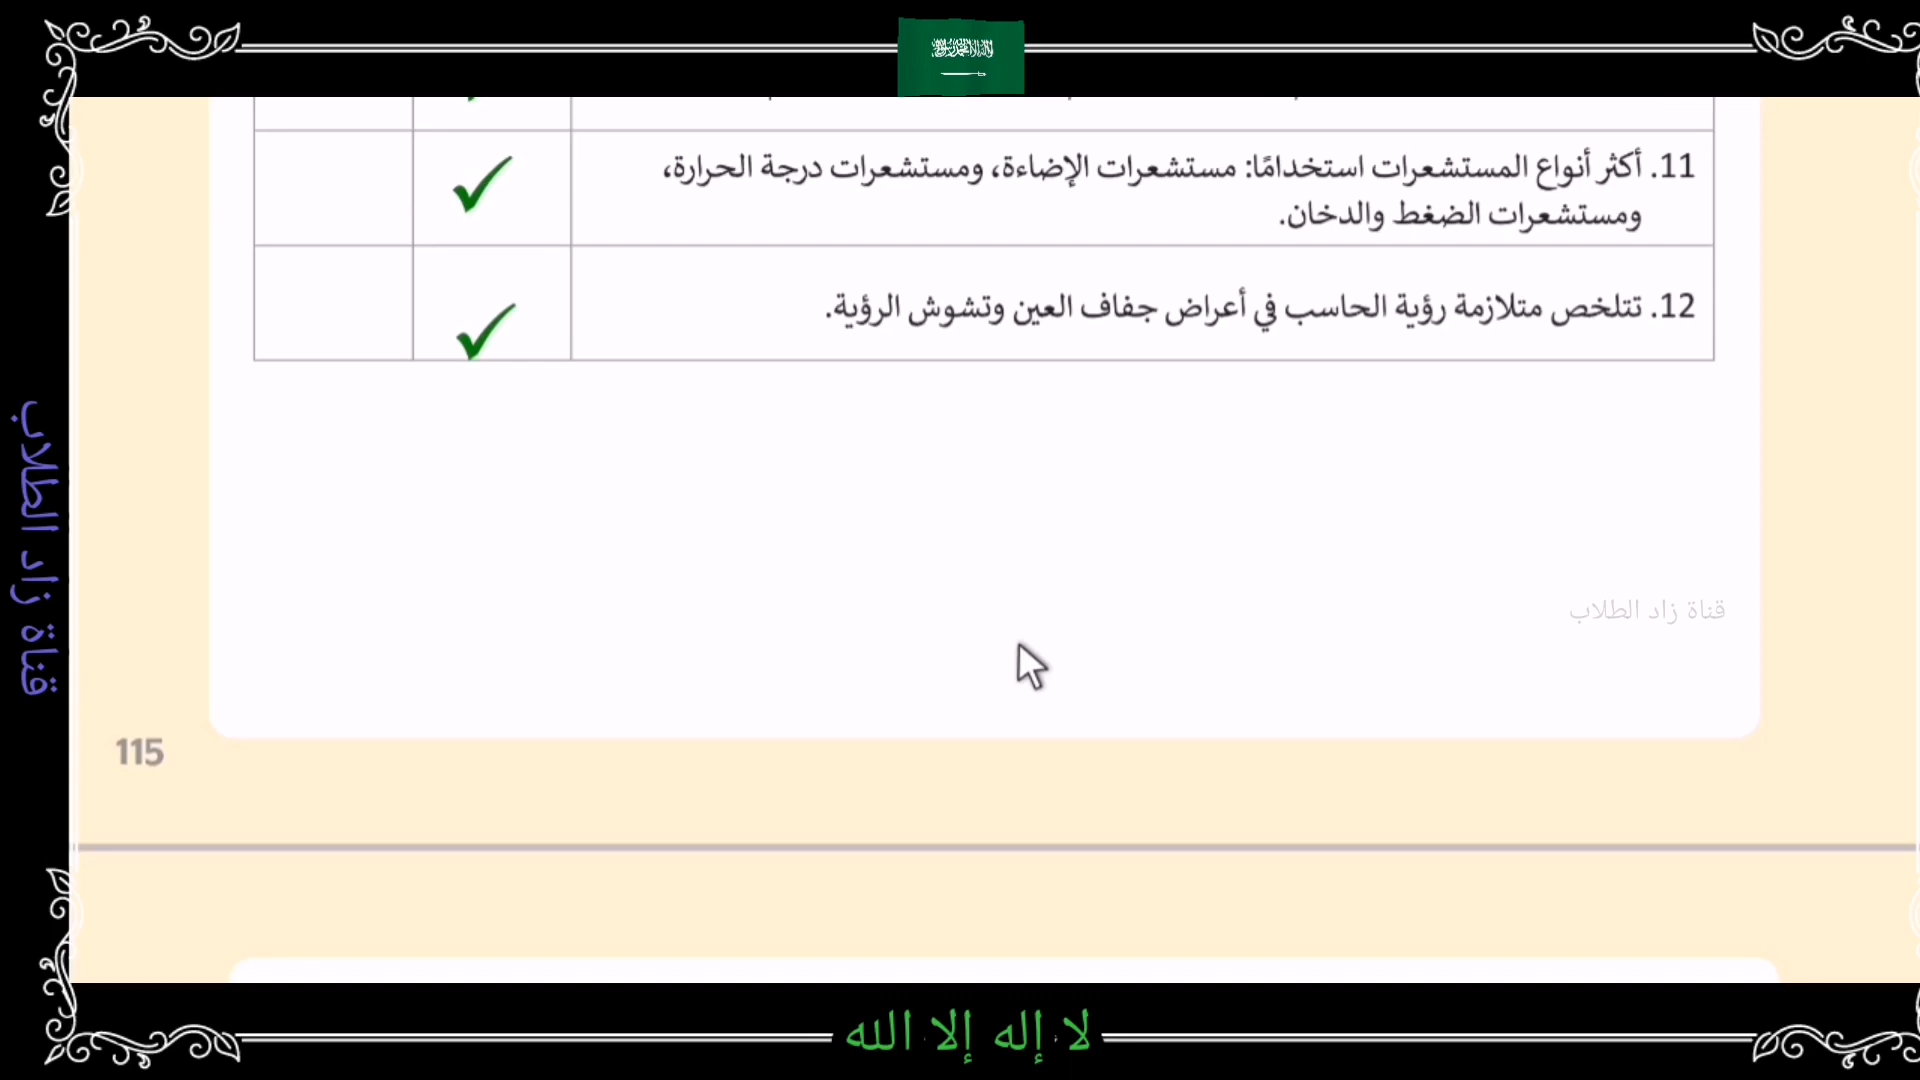 11. أكثر أنواع المستشعرات استخدامًا: مستشعرات الإضاءة، ومستشعرات درجة الحرارة،
ومستشعرات الضغط والدخان.
12. تتلخص متلازمة رؤية الحاسب في أعراض جفاف العين وتشوش الرؤية.
قناة زاد الطلاب
قناة زاد الطلاب
115
لا إله إلا الله